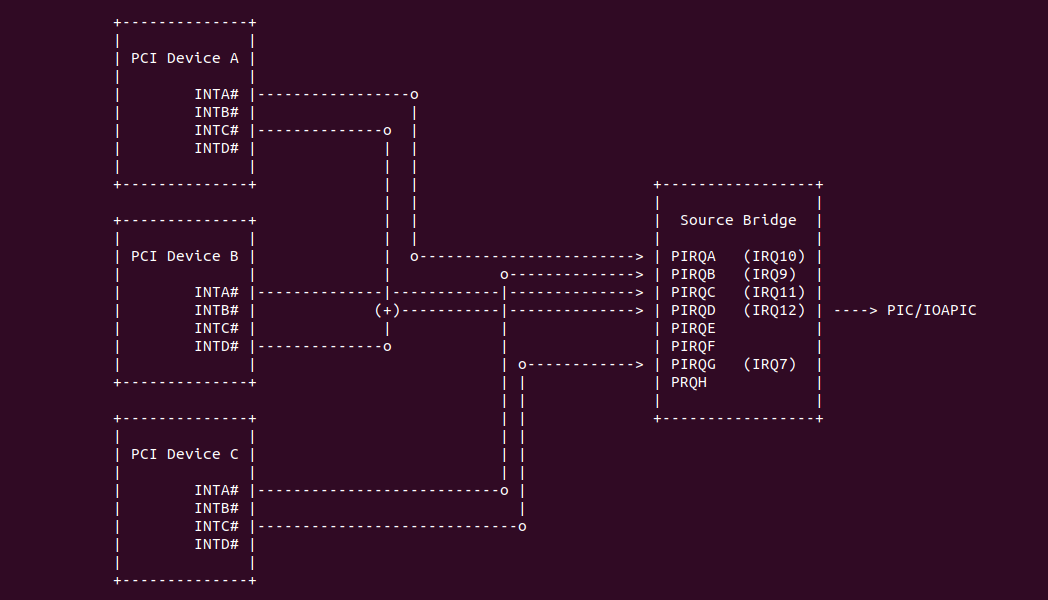 PCI Device A
INTA#
INTB#
INTC#
INTD#
Source Bridge
PCI Device B
PIRQA (IRQ10)
PIRQB (IRQ9)
INTA#
PIRQC (IRQ11)
INTB#
(+)
PIRQD (IRQ12)
PIC/IOAPIC
INTC#
PIRQE
INTD#
PIRQF
PIRQG (IRQ7)
PRQH
PCI Device C
INTA#
INTB#
INTC#
INTD#